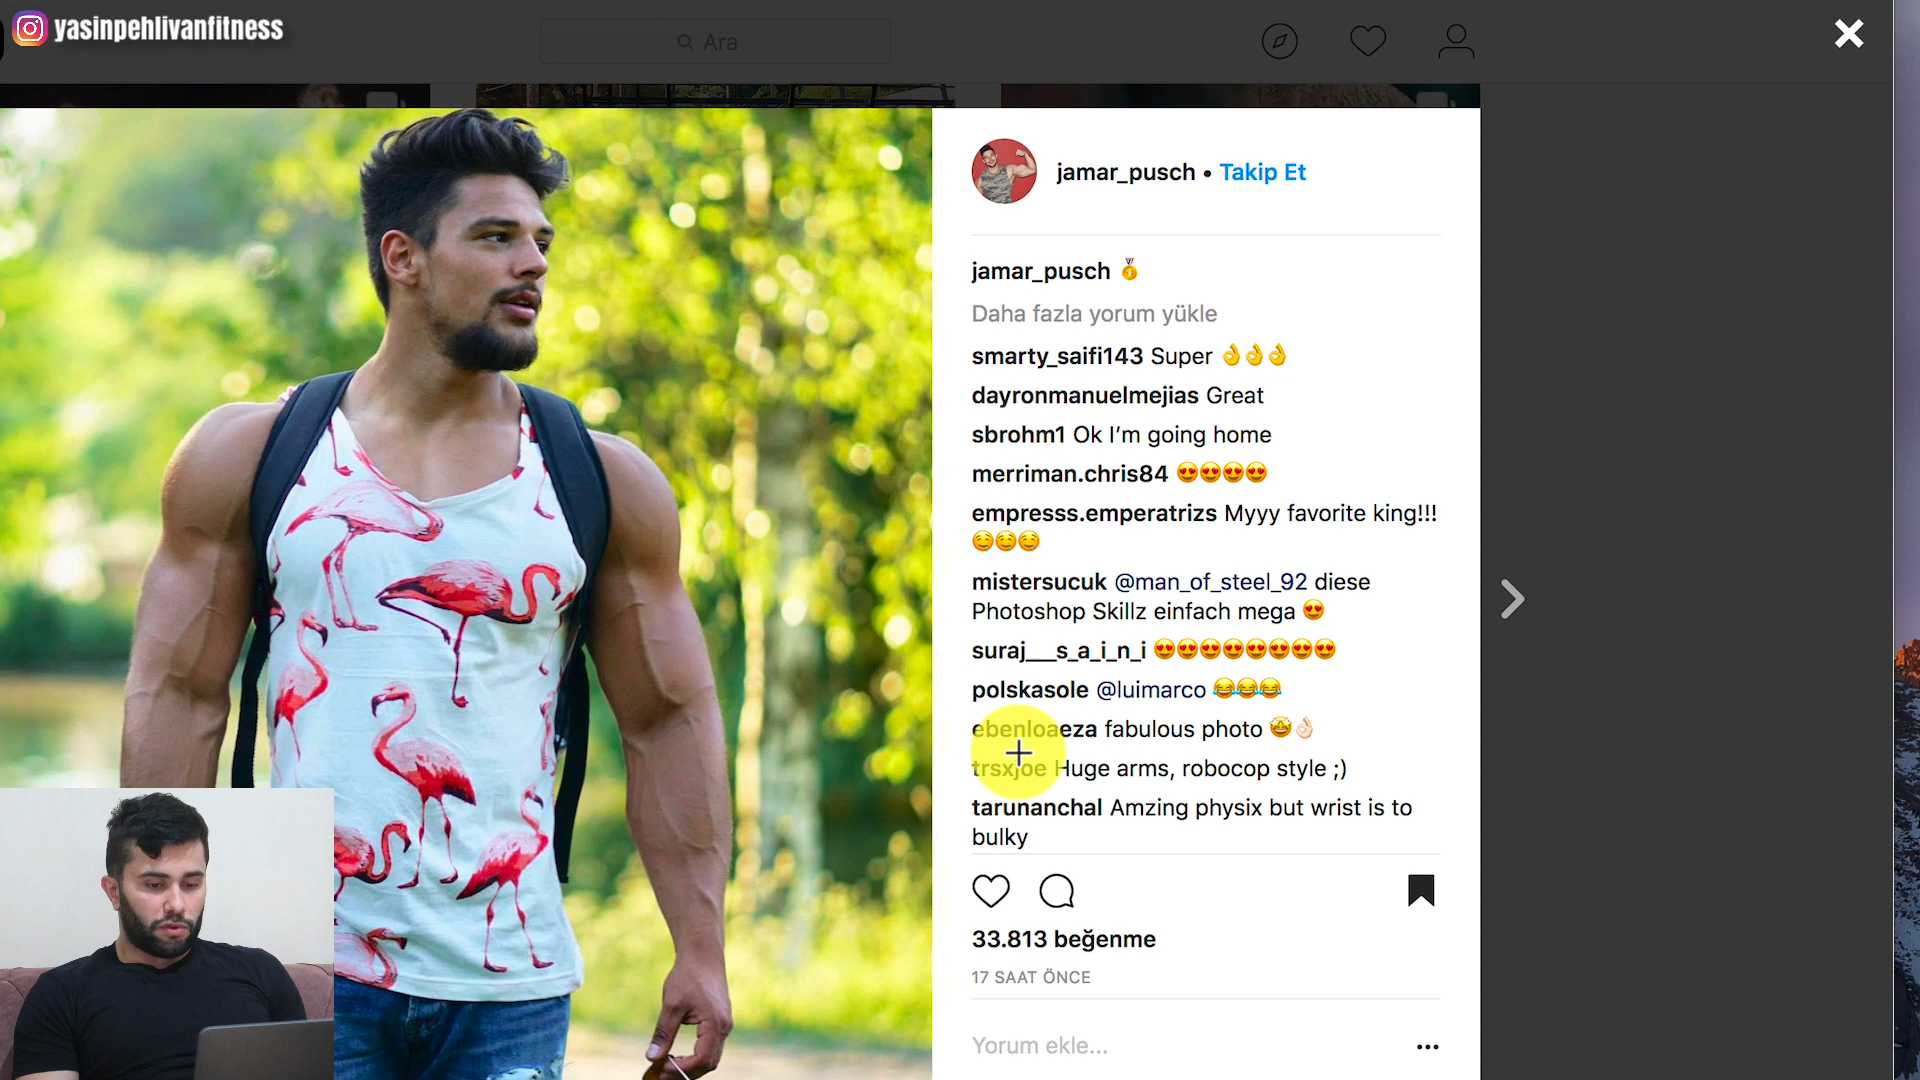 yasinpehlivanfitness
Ara
jamar_pusch • Takip Et
jamar_pusch 🥇
Daha fazla yorum yükle
smarty_saifi143 Super 👌👌👌
dayronmanuelmejias Great
sbrohm1 Ok I’m going home
merriman.chris84 😍😍😍😍
empresss.emperatrizs Myyy favorite king!!!
🤤🤤🤤
mistersucuk @man_of_steel_92 diese
Photoshop Skillz einfach mega 😍
suraj___s_a_i_n_i 😍😍😍😍😍😍😍😍
polskasole @luimarco 😂😂😂
ebenloaeza fabulous photo 🤩👌🏻
trsxjoe Huge arms, robocop style ;)
tarunanchal Amzing physix but wrist is to
bulky
33.813 beğenme
17 SAAT ÖNCE
Yorum ekle...